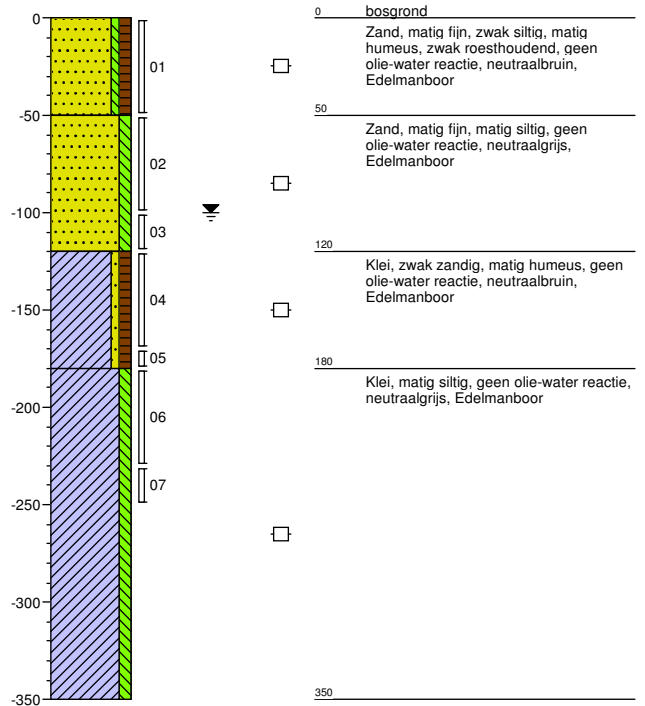 0
-50
-100
-150
-200
-250
-300
-350
01
02
03
04
05
06
07
0
bosgrond
Zand, matig fijn, zwak siltig, matig
humeus, zwak roesthoudend, geen
olie-water reactie, neutraalbruin,
Edelmanboor
50
Zand, matig fijn, matig siltig, geen
olie-water reactie, neutraalgrijs,
Edelmanboor
120
Klei, zwak zandig, matig humeus, geen
olie-water reactie, neutraalbruin,
Edelmanboor
180
Klei, matig siltig, geen olie-water reactie,
neutraalgrijs, Edelmanboor
350